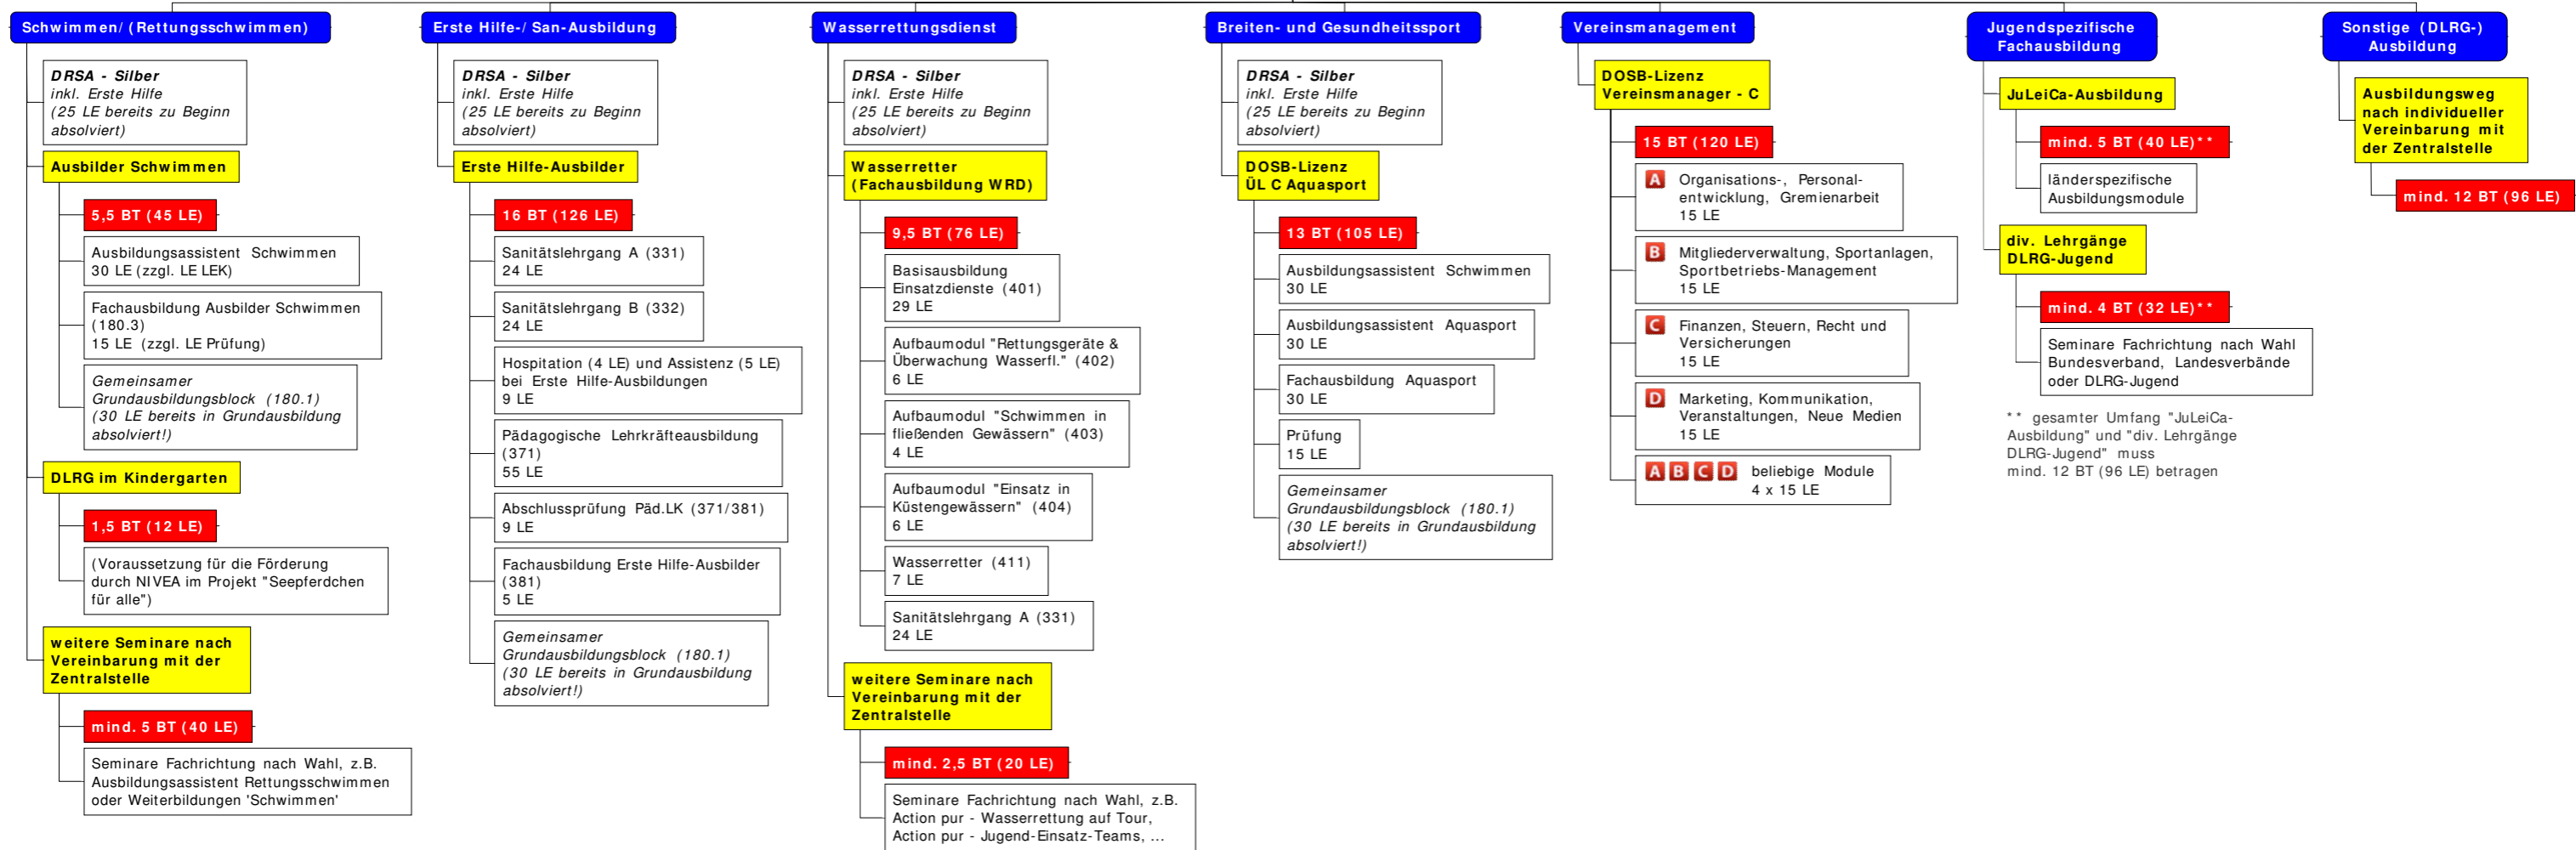 Schwimmen/ (Rettungsschwimmen)
DRSA - Silber
inkl. Erste Hilfe
(25 LE bereits zu Beginn
absolviert)
Ausbilder Schwimmen
5,5 BT (45 LE)
Ausbildungsassistent Schwimmen
30 LE (zzgl. LE LEK)
Fachausbildung Ausbilder Schwimmen
(180.3)
15 LE (zzgl. LE Prüfung)
Gemeinsamer
Grundausbildungsblock (180.1)
(30 LE bereits in Grundausbildung
absolviert!)
DLRG im Kindergarten
1,5 BT (12 LE)
(Voraussetzung für die Förderung
durch NIVEA im Projekt "Seepferdchen
für alle")
weitere Seminare nach
Vereinbarung mit der
Zentralstelle
mind. 5 BT (40 LE)
Seminare Fachrichtung nach Wahl, z.B.
Ausbildungsassistent Rettungsschwimmen
oder Weiterbildungen 'Schwimmen'
Erste Hilfe-/ San-Ausbildung
DRSA - Silber
inkl. Erste Hilfe
(25 LE bereits zu Beginn
absolviert)
Erste Hilfe-Ausbilder
16 BT (126 LE)
Sanitätslehrgang A (331)
24 LE
Sanitätslehrgang B (332)
24 LE
Hospitation (4 LE) und Assistenz (5 LE)
bei Erste Hilfe-Ausbildungen
9 LE
Pädagogische Lehrkräfteausbildung
(371)
55 LE
Abschlussprüfung Päd.LK (371/381)
9 LE
Fachausbildung Erste Hilfe-Ausbilder
(381)
5 LE
Gemeinsamer
Grundausbildungsblock (180.1)
(30 LE bereits in Grundausbildung
absolviert!)
Wasserrettungsdienst
DRSA - Silber
inkl. Erste Hilfe
(25 LE bereits zu Beginn
absolviert)
Wasserretter
(Fachausbildung WRD)
9,5 BT (76 LE)
Basisausbildung
Einsatzdienste (401)
29 LE
Aufbaumodul "Rettungsgeräte &
Überwachung Wasserfl." (402)
6 LE
Aufbaumodul "Schwimmen in
fließenden Gewässern" (403)
4 LE
Aufbaumodul "Einsatz in
Küstengewässern" (404)
6 LE
Wasserretter (411)
7 LE
Sanitätslehrgang A (331)
24 LE
weitere Seminare nach
Vereinbarung mit der
Zentralstelle
mind. 2,5 BT (20 LE)
Seminare Fachrichtung nach Wahl, z.B.
Action pur - Wasserrettung auf Tour,
Action pur - Jugend-Einsatz-Teams, ...
Breiten- und Gesundheitssport
DRSA - Silber
inkl. Erste Hilfe
(25 LE bereits zu Beginn
absolviert)
DOSB-Lizenz
ÜL C Aquasport
13 BT (105 LE)
Ausbildungsassistent Schwimmen
30 LE
Ausbildungsassistent Aquasport
30 LE
Fachausbildung Aquasport
30 LE
Prüfung
15 LE
Gemeinsamer
Grundausbildungsblock (180.1)
(30 LE bereits in Grundausbildung
absolviert!)
Vereinsmanagement
DOSB-Lizenz
Vereinsmanager - C
15 BT (120 LE)
A Organisations-, Personal-
entwicklung, Gremienarbeit
15 LE
B Mitgliederverwaltung, Sportanlagen,
Sportbetriebs-Management
15 LE
C Finanzen, Steuern, Recht und
Versicherungen
15 LE
D Marketing, Kommunikation,
Veranstaltungen, Neue Medien
15 LE
A B C D beliebige Module
4 x 15 LE
Jugendspezifische
Fachausbildung
JuLeiCa-Ausbildung
mind. 5 BT (40 LE)**
länderspezifische
Ausbildungsmodule
div. Lehrgänge
DLRG-Jugend
mind. 4 BT (32 LE)**
Seminare Fachrichtung nach Wahl
Bundesverband, Landesverbände
oder DLRG-Jugend
** gesamter Umfang "JuLeiCa-
Ausbildung" und "div. Lehrgänge
DLRG-Jugend" muss
mind. 12 BT (96 LE) betragen
Sonstige (DLRG-)
Ausbildung
Ausbildungsweg
nach individueller
Vereinbarung mit
der Zentralstelle
mind. 12 BT (96 LE)